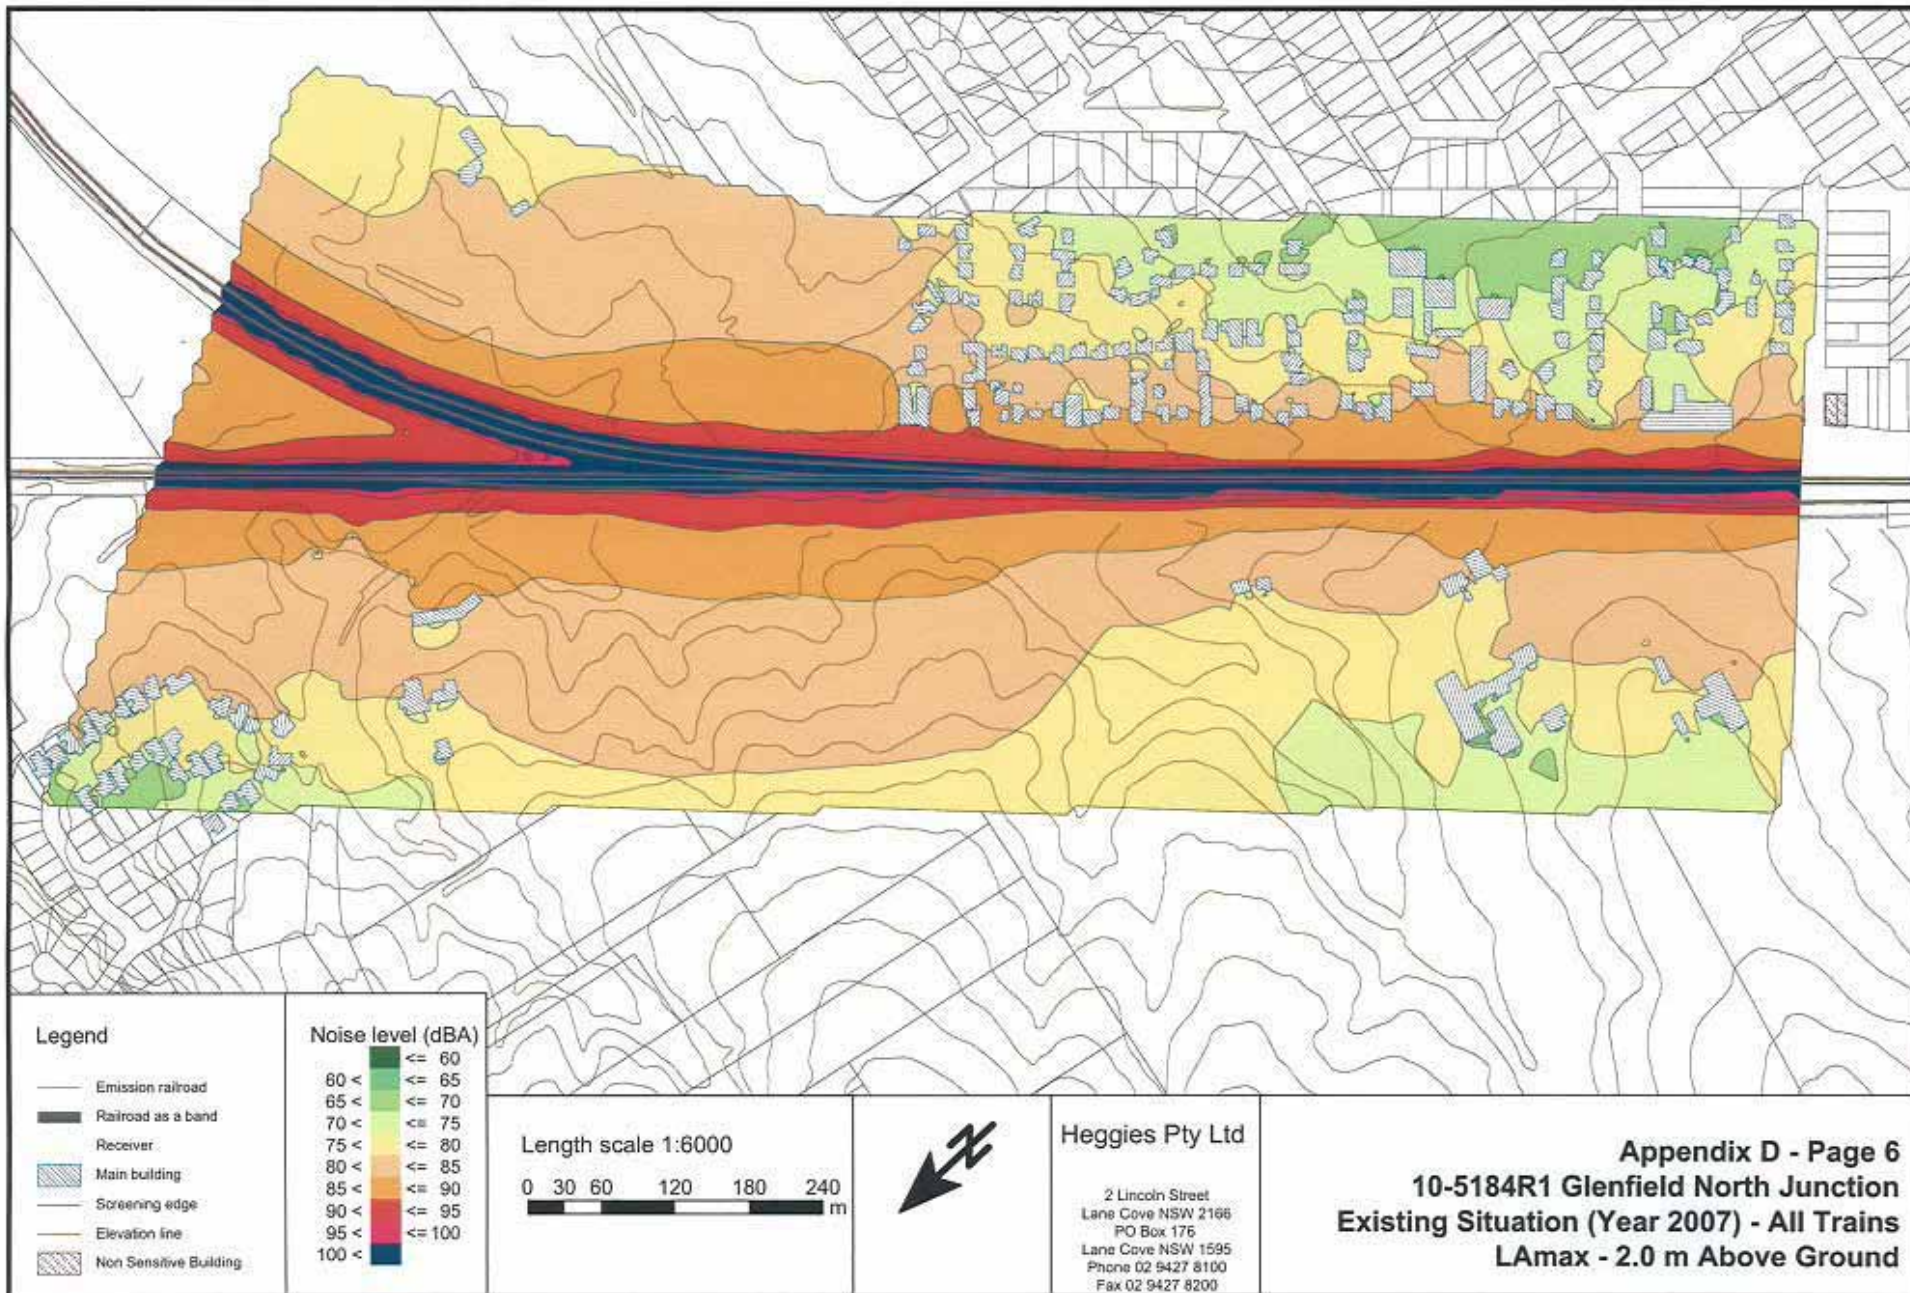 Legend
Emission railroad
Railroad as a band
Receiver
Main building
Screening edge
Elevation line
Non Sensitive Building
Noise level (dBA)
<= 60
60 < <= 65
65 < <= 70
70 < <= 75
75 < <= 80
80 < <= 85
85 < <= 90
90 < <= 95
95 < <= 100
100 <
Length scale 1:6000
0 30 60 120 180 240
m
N
Heggies Pty Ltd
2 Lincoln Street
Lane Cove NSW 2166
PO Box 176
Lane Cove NSW 1595
Phone 02 9427 8100
Fax 02 9427 8200
Appendix D - Page 6
10-5184R1 Glenfield North Junction
Existing Situation (Year 2007) - All Trains
LAmax - 2.0 m Above Ground